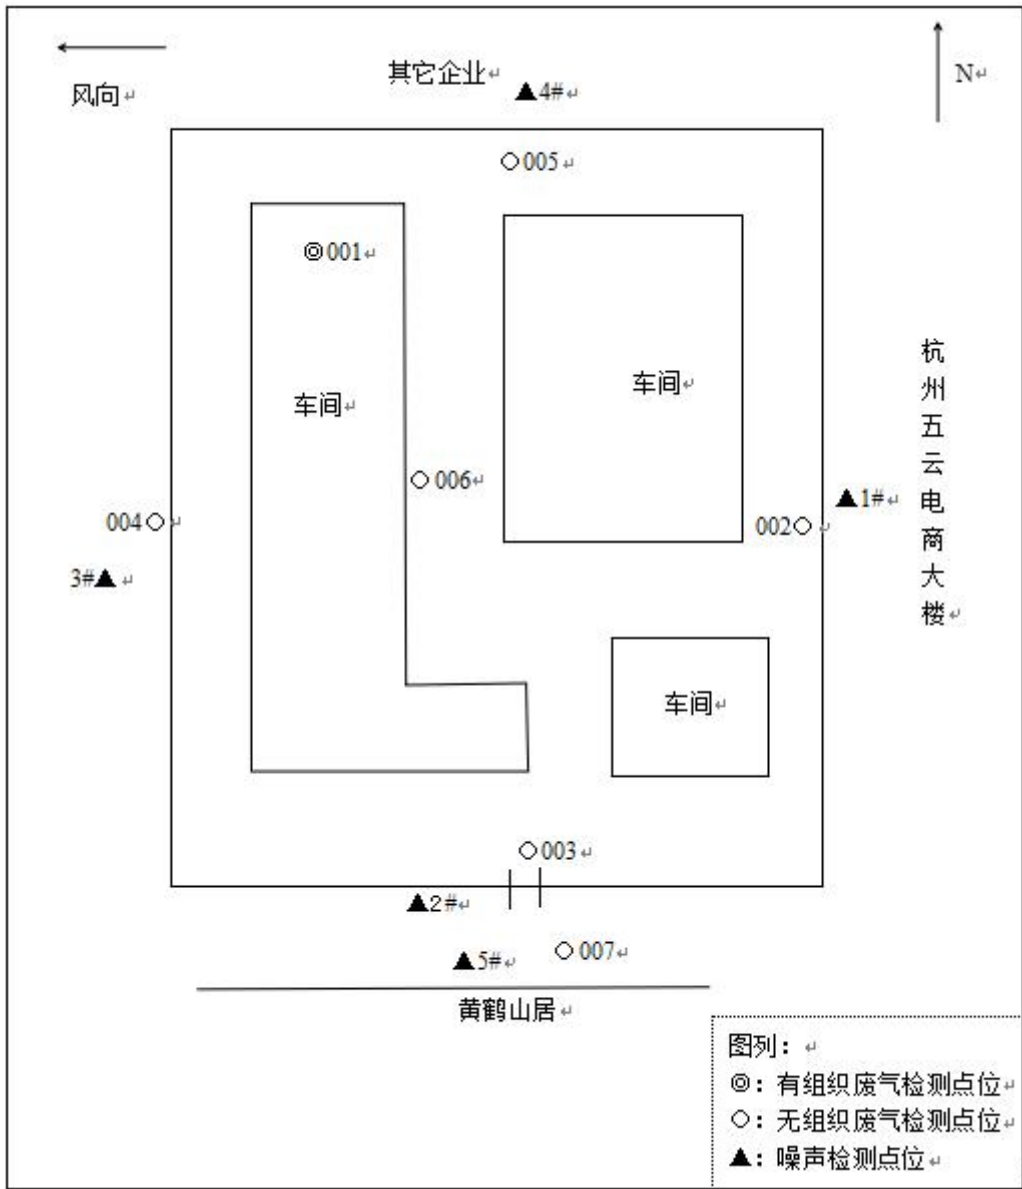 其它企业
N
风向
▲4#
○005
◎001
杭州五云电商大楼
车间
车间
○006
▲1#
004○
002○
3#▲
车间
○003
▲2#
○007
▲5#
黄鹤山居
图列：
◎：有组织废气检测点位
○：无组织废气检测点位
▲：噪声检测点位